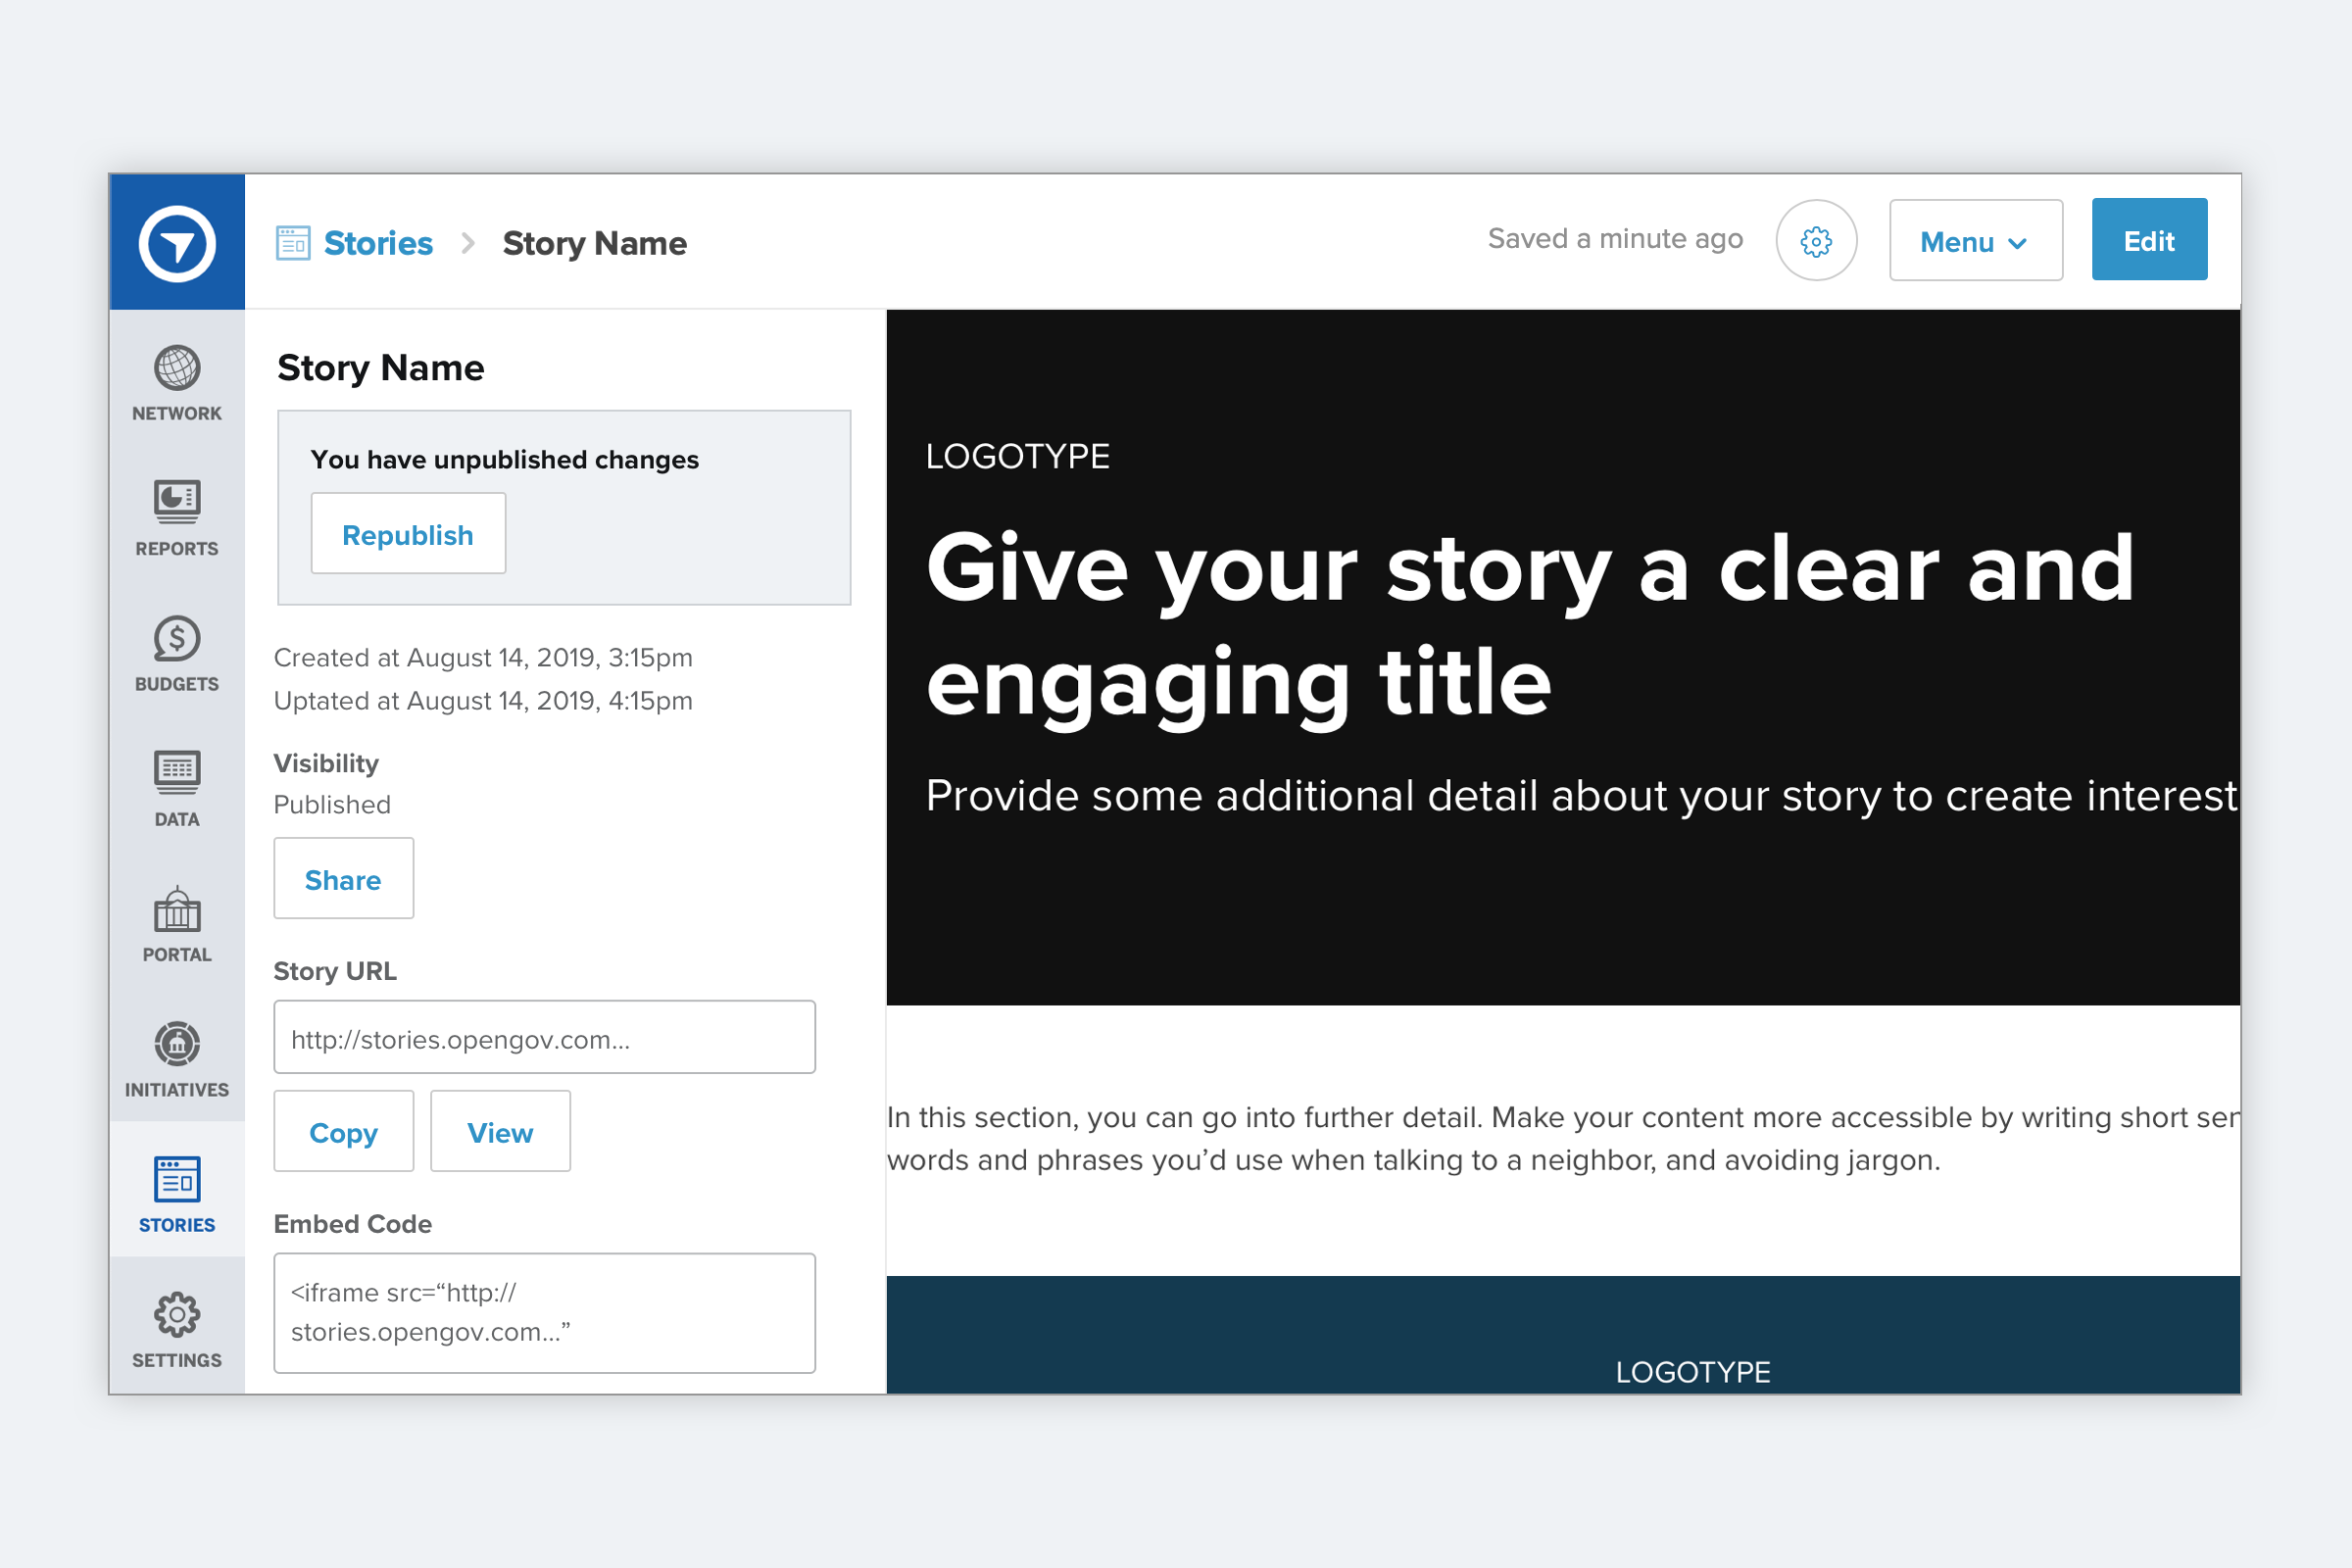 Stories
Story Name
Saved a minute ago
Menu
Edit
NETWORK
REPORTS
BUDGETS
DATA
PORTAL
INITIATIVES
STORIES
SETTINGS
Story Name
You have unpublished changes
Republish
Created at August 14, 2019, 3:15pm
Uptated at August 14, 2019, 4:15pm
Visibility
Published
Share
Story URL
http://stories.opengov.com...
Copy
View
Embed Code
<iframe src=“http://
stories.opengov.com...”
LOGOTYPE
Give your story a clear and
engaging title
Provide some additional detail about your story to create interest
In this section, you can go into further detail. Make your content more accessible by writing short
words and phrases you’d use when talking to a neighbor, and avoiding jargon.
LOGOTYPE